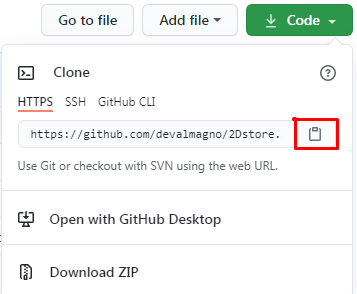 Go to file Add file Code
Clone
HTTPS SSH GitHub CLI
https://github.com/devalmagno/2Dstore.
Use Git or checkout with SVN using the web URL.
Open with GitHub Desktop
Download ZIP